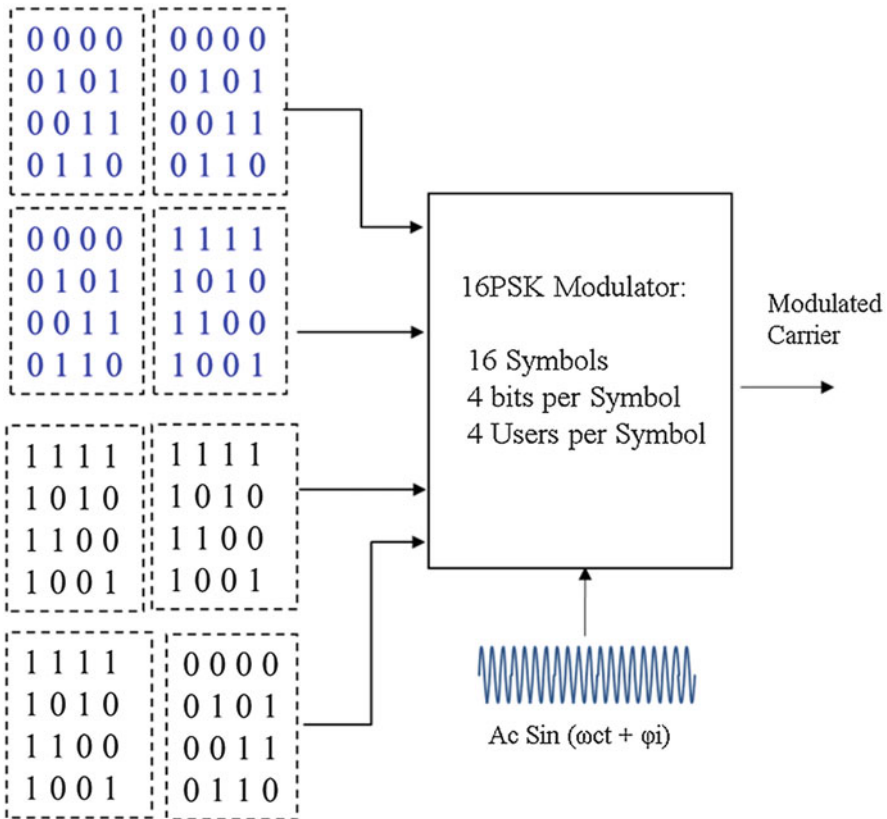 0 0 0 0 0 0 0 0
0 1 0 1 0 1 0 1
0 0 1 1 0 0 1 1
0 1 1 0 0 1 1 0
0 0 0 0 1 1 1 1
0 1 0 1 1 0 1 0
0 0 1 1 1 1 0 0
0 1 1 0 1 0 0 1
1 1 1 1 1 1 1 1
1 0 1 0 1 0 1 0
1 1 0 0 1 1 0 0
1 0 0 1 1 0 0 1
1 1 1 1 0 0 0 0
1 0 1 0 0 1 0 1
1 1 0 0 0 0 1 1
1 0 0 1 0 1 1 0
16PSK Modulator:
16 Symbols
4 bits per Symbol
4 Users per Symbol
Modulated
Carrier
Ac Sin (ωct + φi)